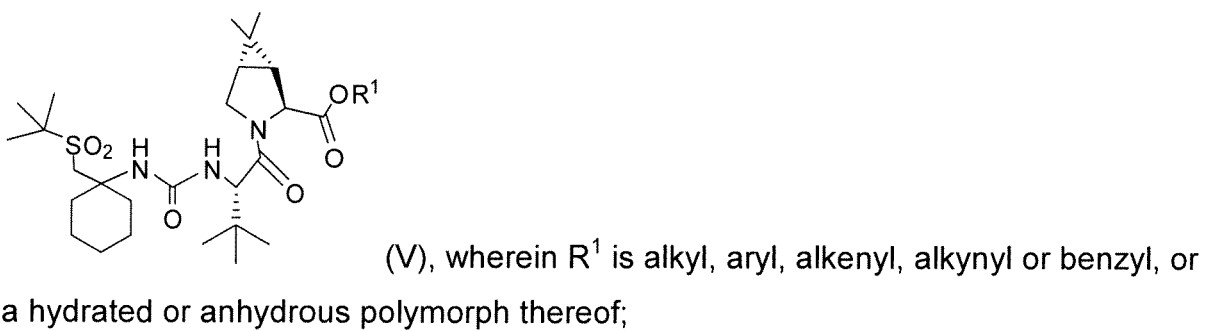 OR¹
N
O
SO₂
H
N
H
N
O
O
(V), wherein R¹ is alkyl, aryl, alkenyl, alkynyl or benzyl, or
a hydrated or anhydrous polymorph thereof;